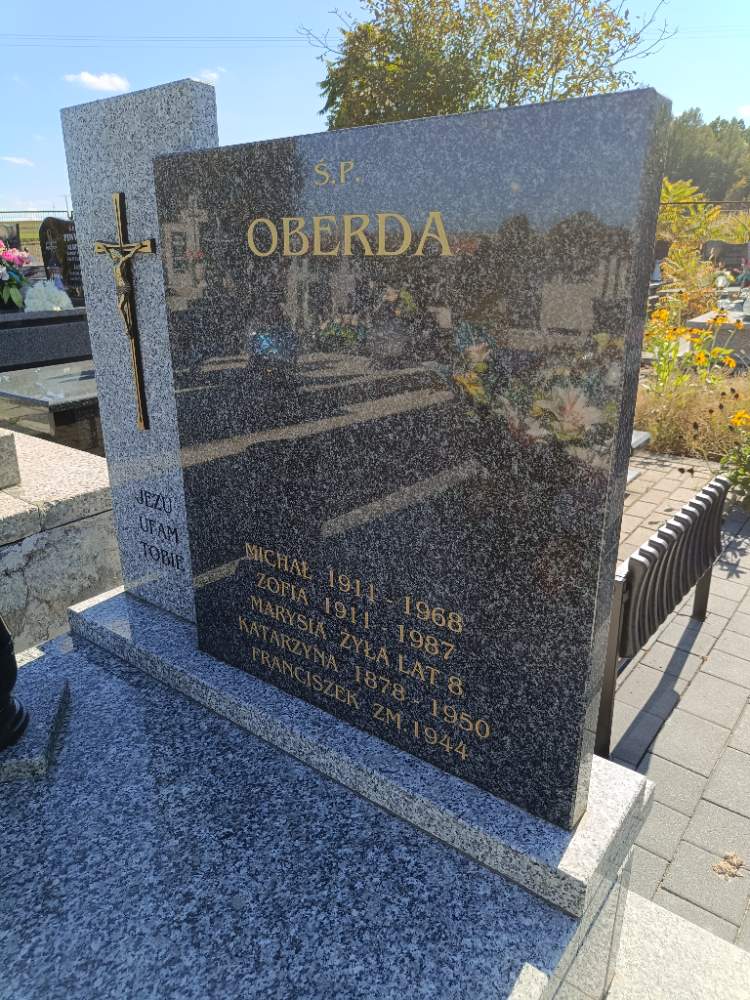 Ś.P.
OBERDA
JEZU
UFAM
TOBIE
MICHAŁ 1911 - 1968
ZOFIA 1911 - 1987
MARYSIA ŻYŁA LAT 8
KATARZYNA 1878 - 1950
FRANCISZEK ZM. 1944